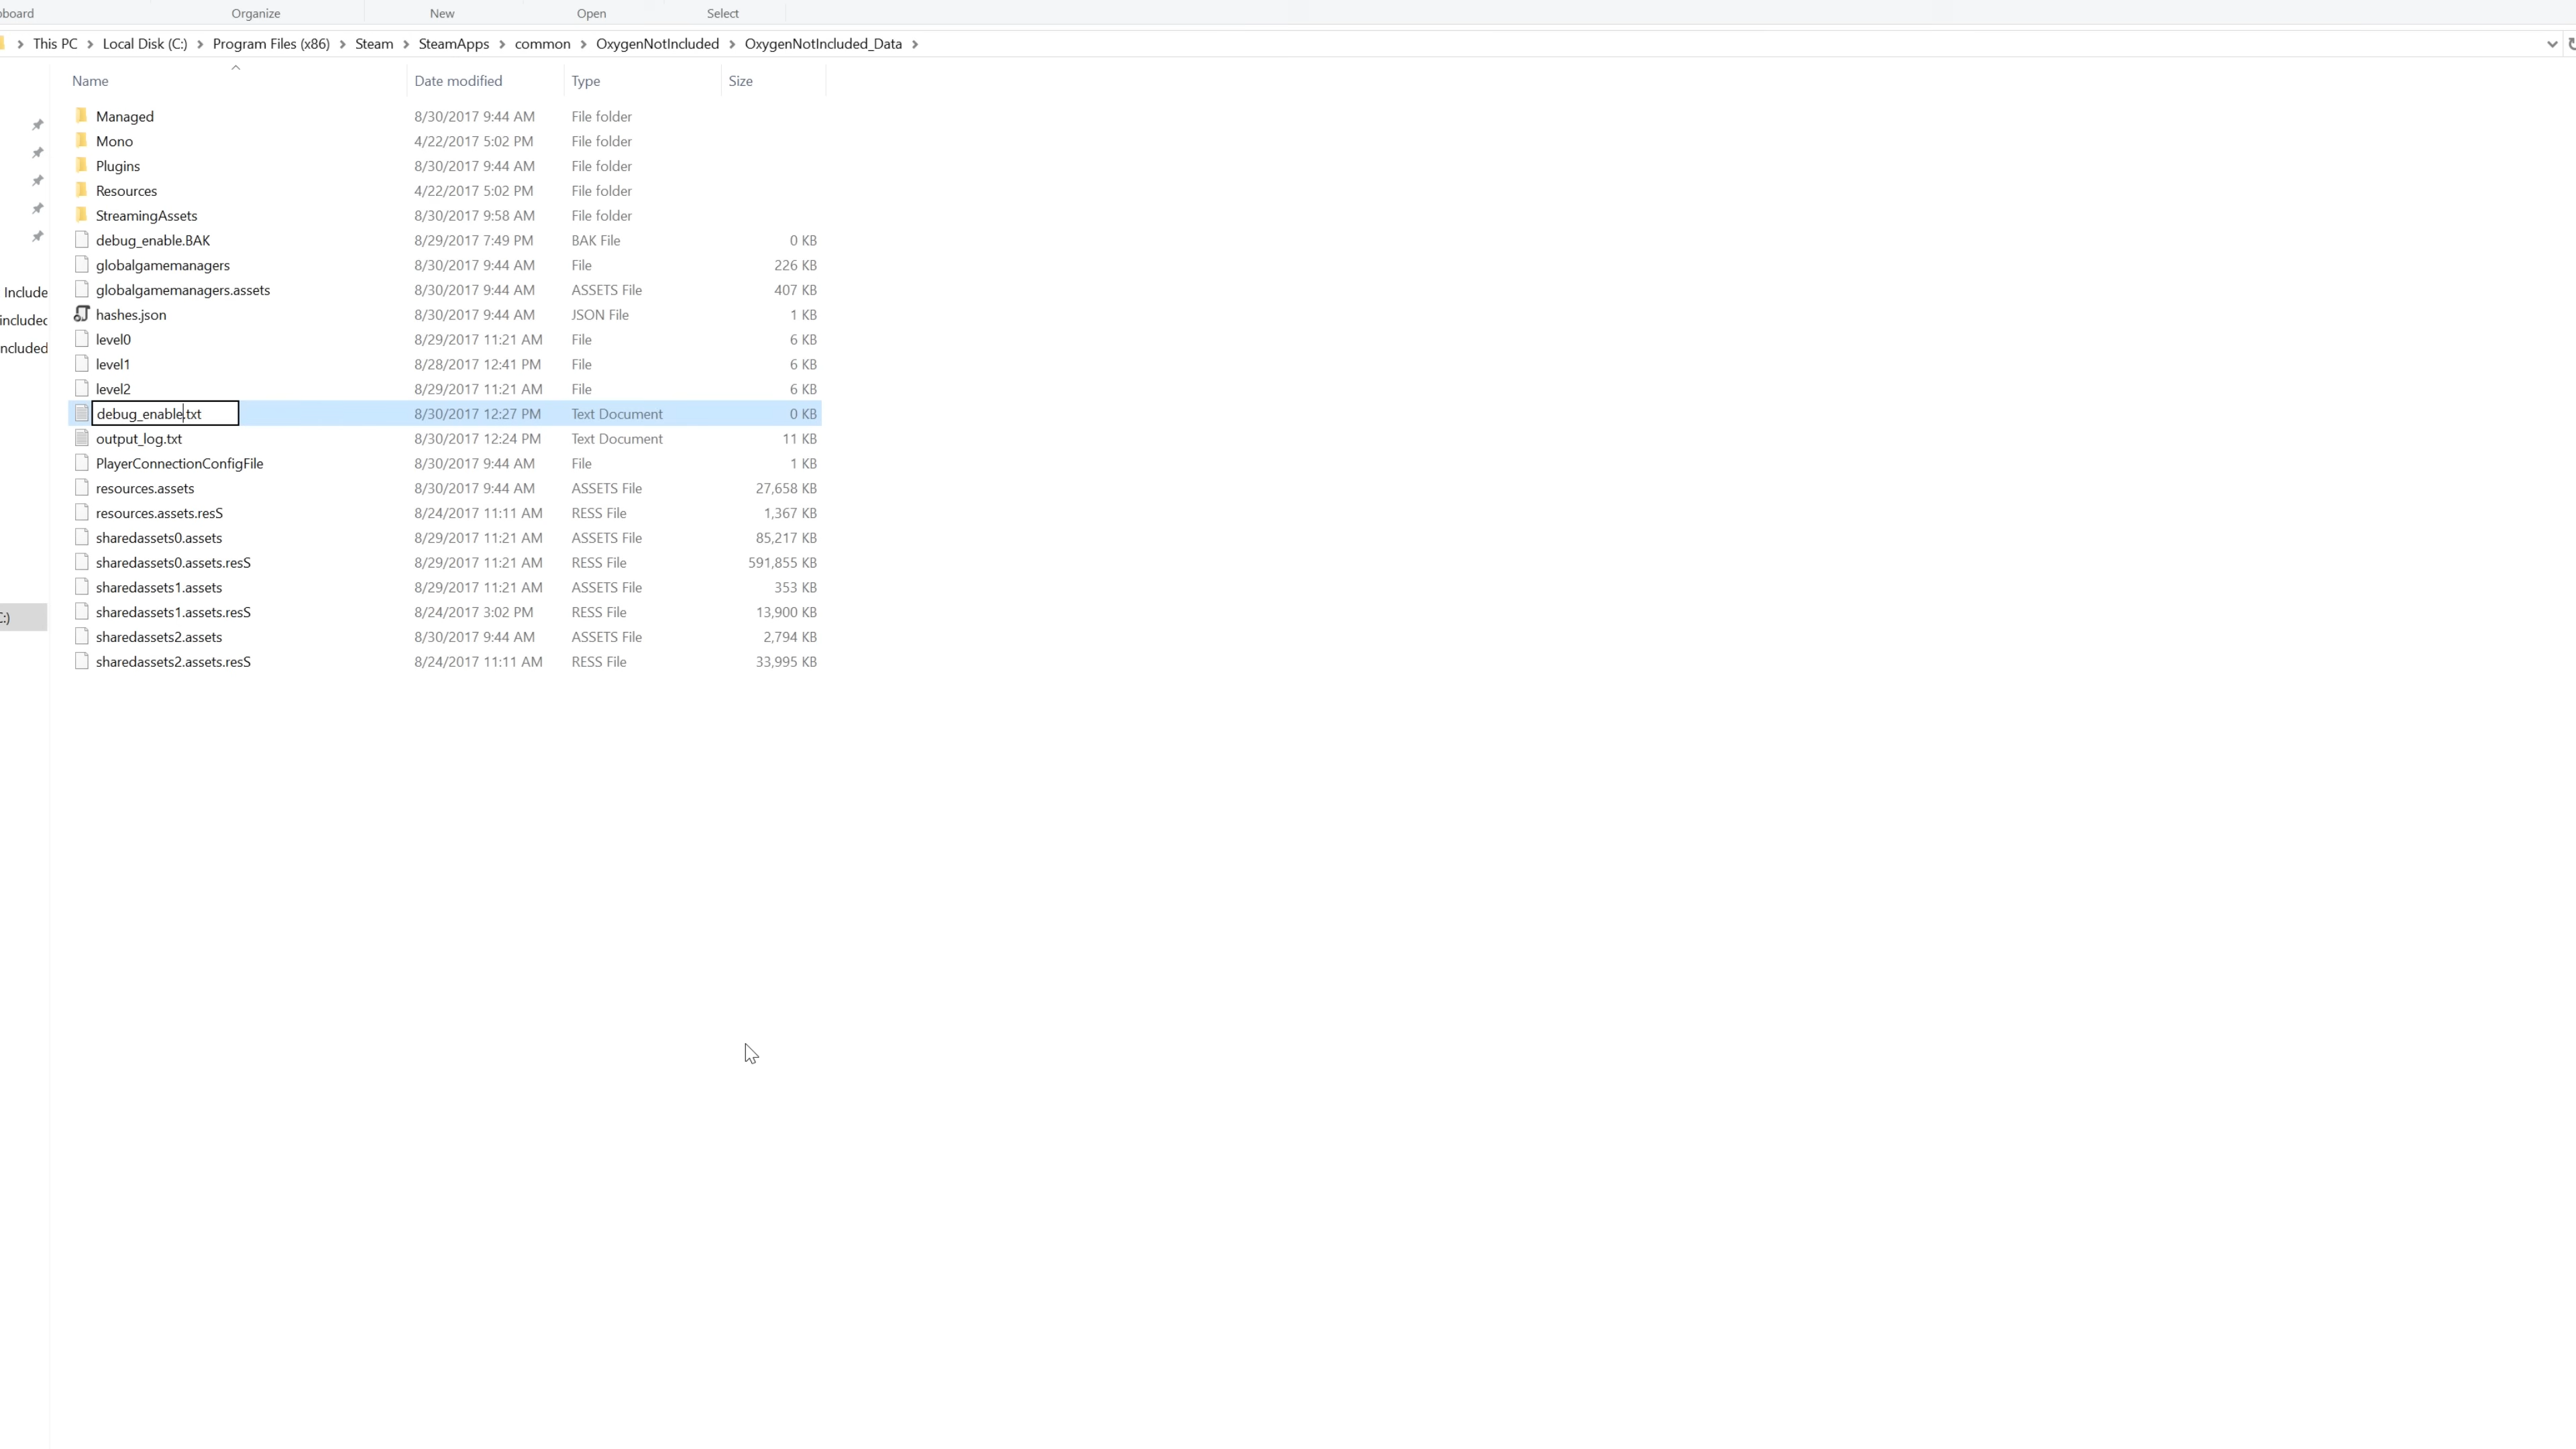 board Organize New Open Select
This PC Local Disk (C:) Program Files (x86) Steam SteamApps common OxygenNotIncluded OxygenNotIncluded_Data
Name Date modified Type Size
Managed 8/30/2017 9:44 AM File folder
Mono 4/22/2017 5:02 PM File folder
Plugins 8/30/2017 9:44 AM File folder
Resources 4/22/2017 5:02 PM File folder
StreamingAssets 8/30/2017 9:58 AM File folder
debug_enable.BAK 8/29/2017 7:49 PM BAK File 0 KB
globalgamemanagers 8/30/2017 9:44 AM File 226 KB
Include globalgamemanagers.assets 8/30/2017 9:44 AM ASSETS File 407 KB
included hashes.json 8/30/2017 9:44 AM JSON File 1 KB
ncluded level0 8/29/2017 11:21 AM File 6 KB
level1 8/28/2017 12:41 PM File 6 KB
level2 8/29/2017 11:21 AM File 6 KB
debug_enable.txt 8/30/2017 12:27 PM Text Document 0 KB
output_log.txt 8/30/2017 12:24 PM Text Document 11 KB
PlayerConnectionConfigFile 8/30/2017 9:44 AM File 1 KB
resources.assets 8/30/2017 9:44 AM ASSETS File 27,658 KB
resources.assets.resS 8/24/2017 11:11 AM RESS File 1,367 KB
sharedassets0.assets 8/29/2017 11:21 AM ASSETS File 85,217 KB
sharedassets0.assets.resS 8/29/2017 11:21 AM RESS File 591,855 KB
sharedassets1.assets 8/29/2017 11:21 AM ASSETS File 353 KB
C:) sharedassets1.assets.resS 8/24/2017 3:02 PM RESS File 13,900 KB
sharedassets2.assets 8/30/2017 9:44 AM ASSETS File 2,794 KB
sharedassets2.assets.resS 8/24/2017 11:11 AM RESS File 33,995 KB